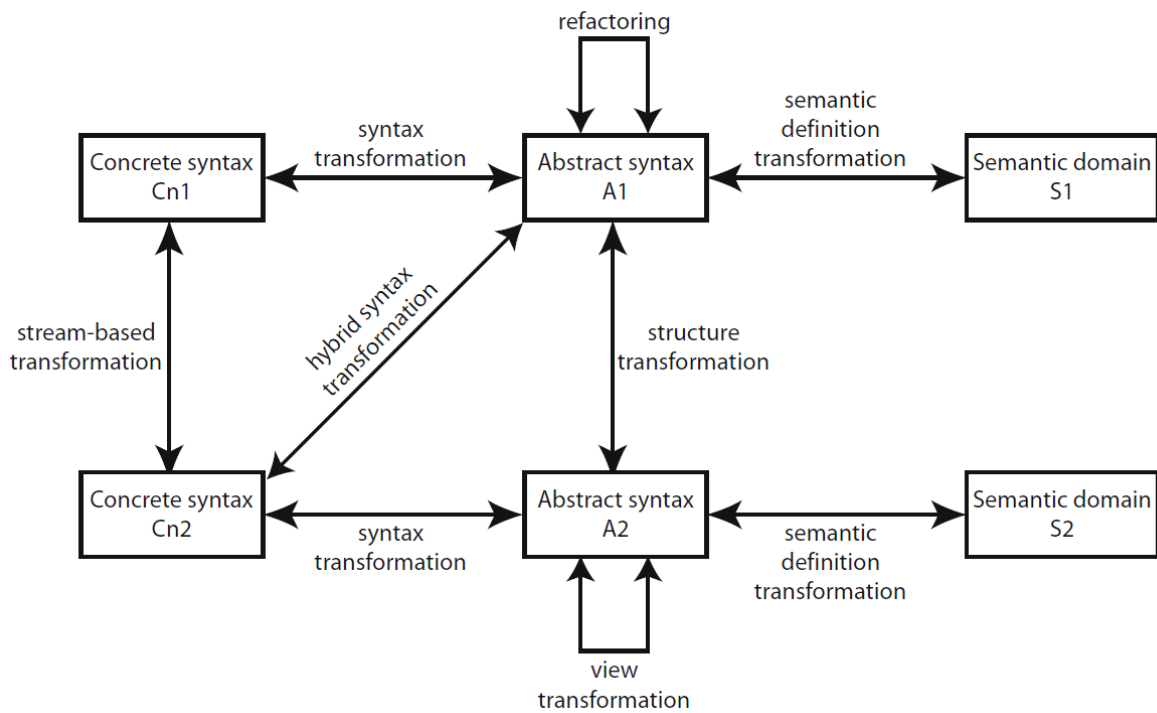 refactoring
syntax
transformation
semantic
definition
transformation
Concrete syntax
Cn1
Abstract syntax
A1
Semantic domain
S1
stream-based
transformation
hybrid syntax
transformation
structure
transformation
Concrete syntax
Cn2
Abstract syntax
A2
Semantic domain
S2
syntax
transformation
semantic
definition
transformation
view
transformation